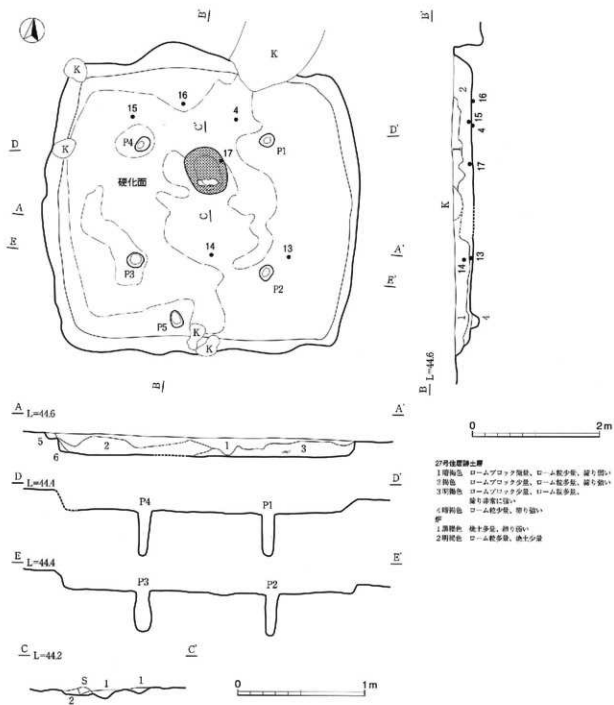 B'
B'
K
K
16
4
15
C'
P4
P1
D
D'
K
17
硬化面
A
C
A'
E
E'
14
13
P3
P2
P5
K
K
B
2
16
15
4
17
K
14
13
1
4
B L=44.6
A L=44.6
A'
5
2
1
3
6
0 2m
D L=44.4
D'
P4
P1
E L=44.4
E'
P3
P2
C L=44.2
C'
S
1
1
2
0 1m
27号住居跡土層
1暗褐色 ロームブロック微量、ローム粒少量、締り弱い
2褐色 ロームブロック少量、ローム粒多量、締り強い
3明褐色 ロームブロック少量、ローム粒多量、
締り非常に強い
4暗褐色 ローム粒少量、締り強い
炉
焼土多量、締り弱い
2明褐色 ローム粒多量、焼土少量